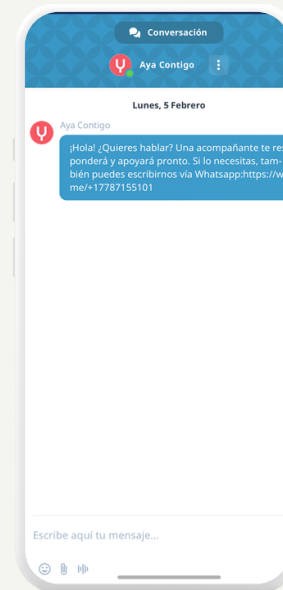 Conversación
Aya Contigo
Lunes, 5 Febrero
Aya Contigo
¡Hola! ¿Quieres hablar? Una acompañante te res
ponderá y apoyará pronto. Si lo necesitas, tam-
bién puedes escribirnos vía Whatsapp:https://w
me/+17787155101
Escribe aquí tu mensaje...